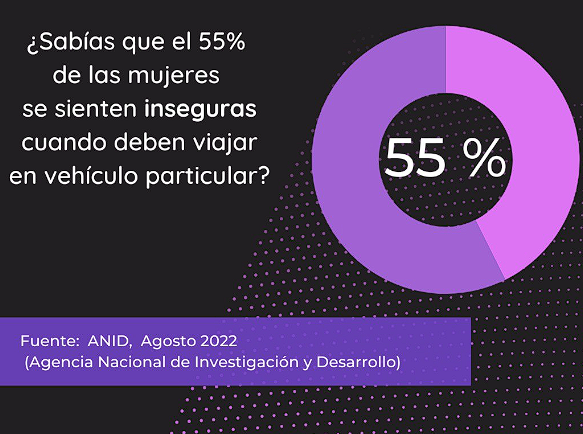 ¿Sabías que el 55%
de las mujeres
se sienten inseguras
cuando deben viajar
en vehículo particular?
55 %
Fuente: ANID, Agosto 2022
(Agencia Nacional de Investigación y Desarrollo)